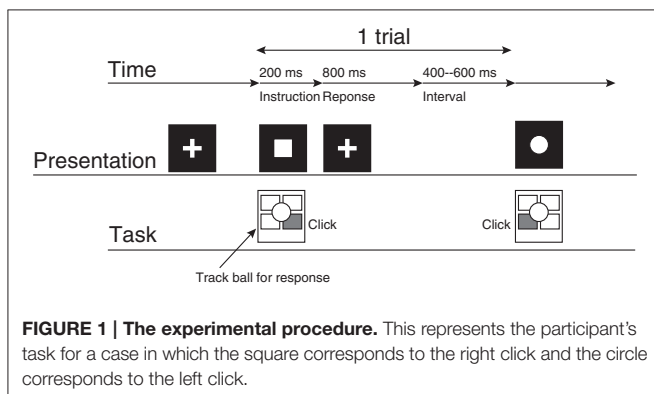 1 trial
Time
200 ms 800 ms 400--600 ms
Instruction Reponse Interval
Presentation
Click Click
Task
Track ball for response
FIGURE 1 | The experimental procedure. This represents the participant's
task for a case in which the square corresponds to the right click and the circle
corresponds to the left click.